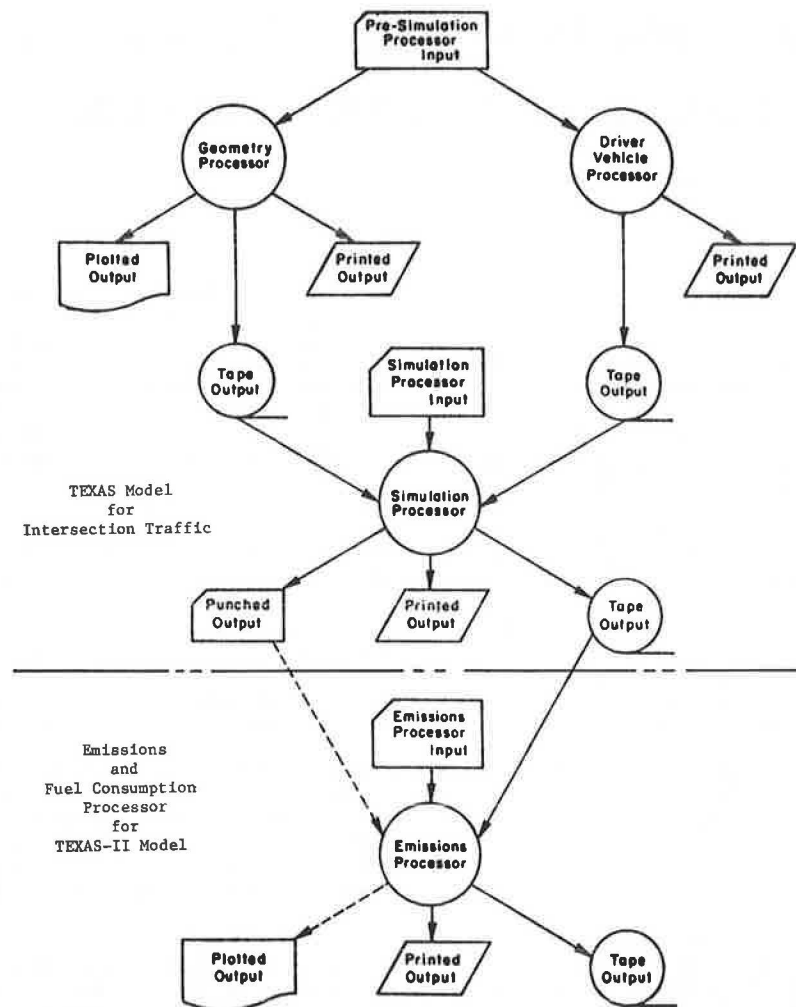 Pre-Simulation
Processor
Input
Geometry
Processor
Driver
Vehicle
Processor
Plotted
Output
Printed
Output
Printed
Output
Tape
Output
Simulation
Processor
Input
Tape
Output
TEXAS Model
for
Intersection Traffic
Simulation
Processor
Punched
Output
Printed
Output
Tape
Output
Emissions
and
Fuel Consumption
Processor
for
TEXAS-II Model
Emissions
Processor
Input
Emissions
Processor
Plotted
Output
Printed
Output
Tape
Output